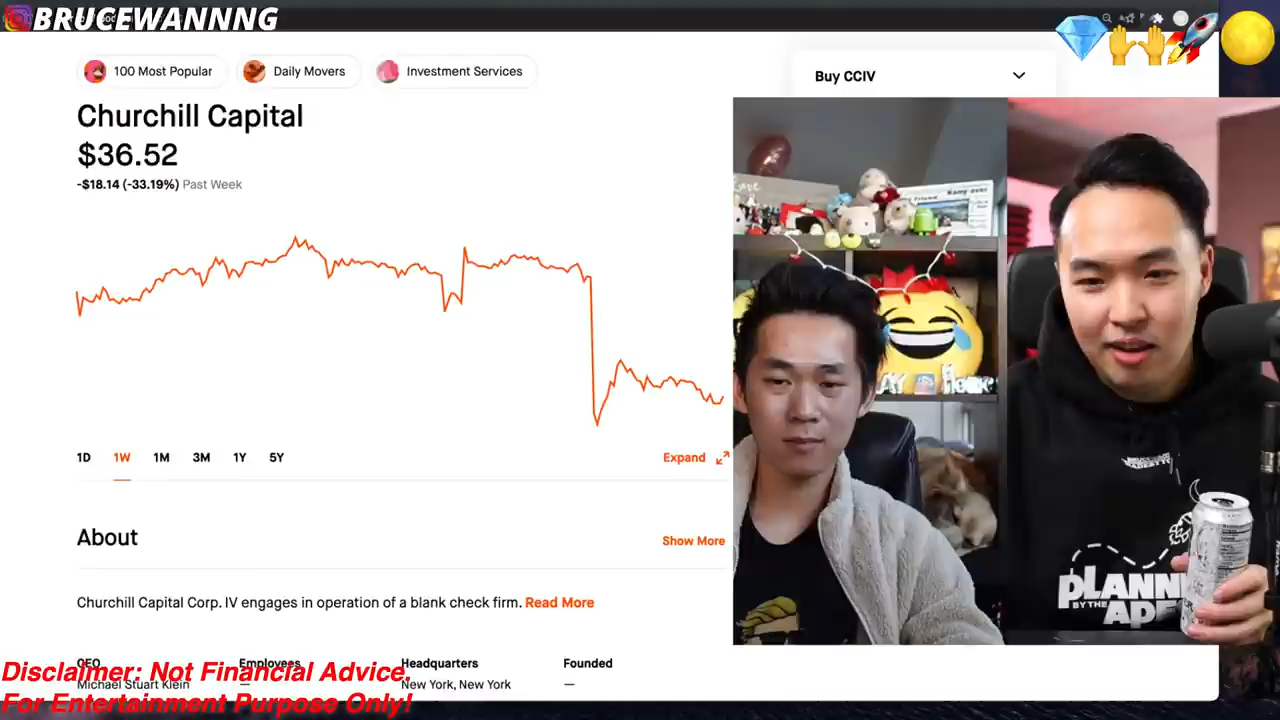 BRUCEWANNNG
100 Most Popular
Daily Movers
Investment Services
Buy CCIV
Churchill Capital
$36.52
-$18.14 (-33.19%) Past Week
1D 1W 1M 3M 1Y 5Y
Expand
About
Show More
Churchill Capital Corp. IV engages in operation of a blank check firm. Read More
CEO
Employees
Headquarters
Founded
Michael Stuart Klein
—
New York, New York
—
Disclaimer: Not Financial Advice.
For Entertainment Purpose Only!
BY THE